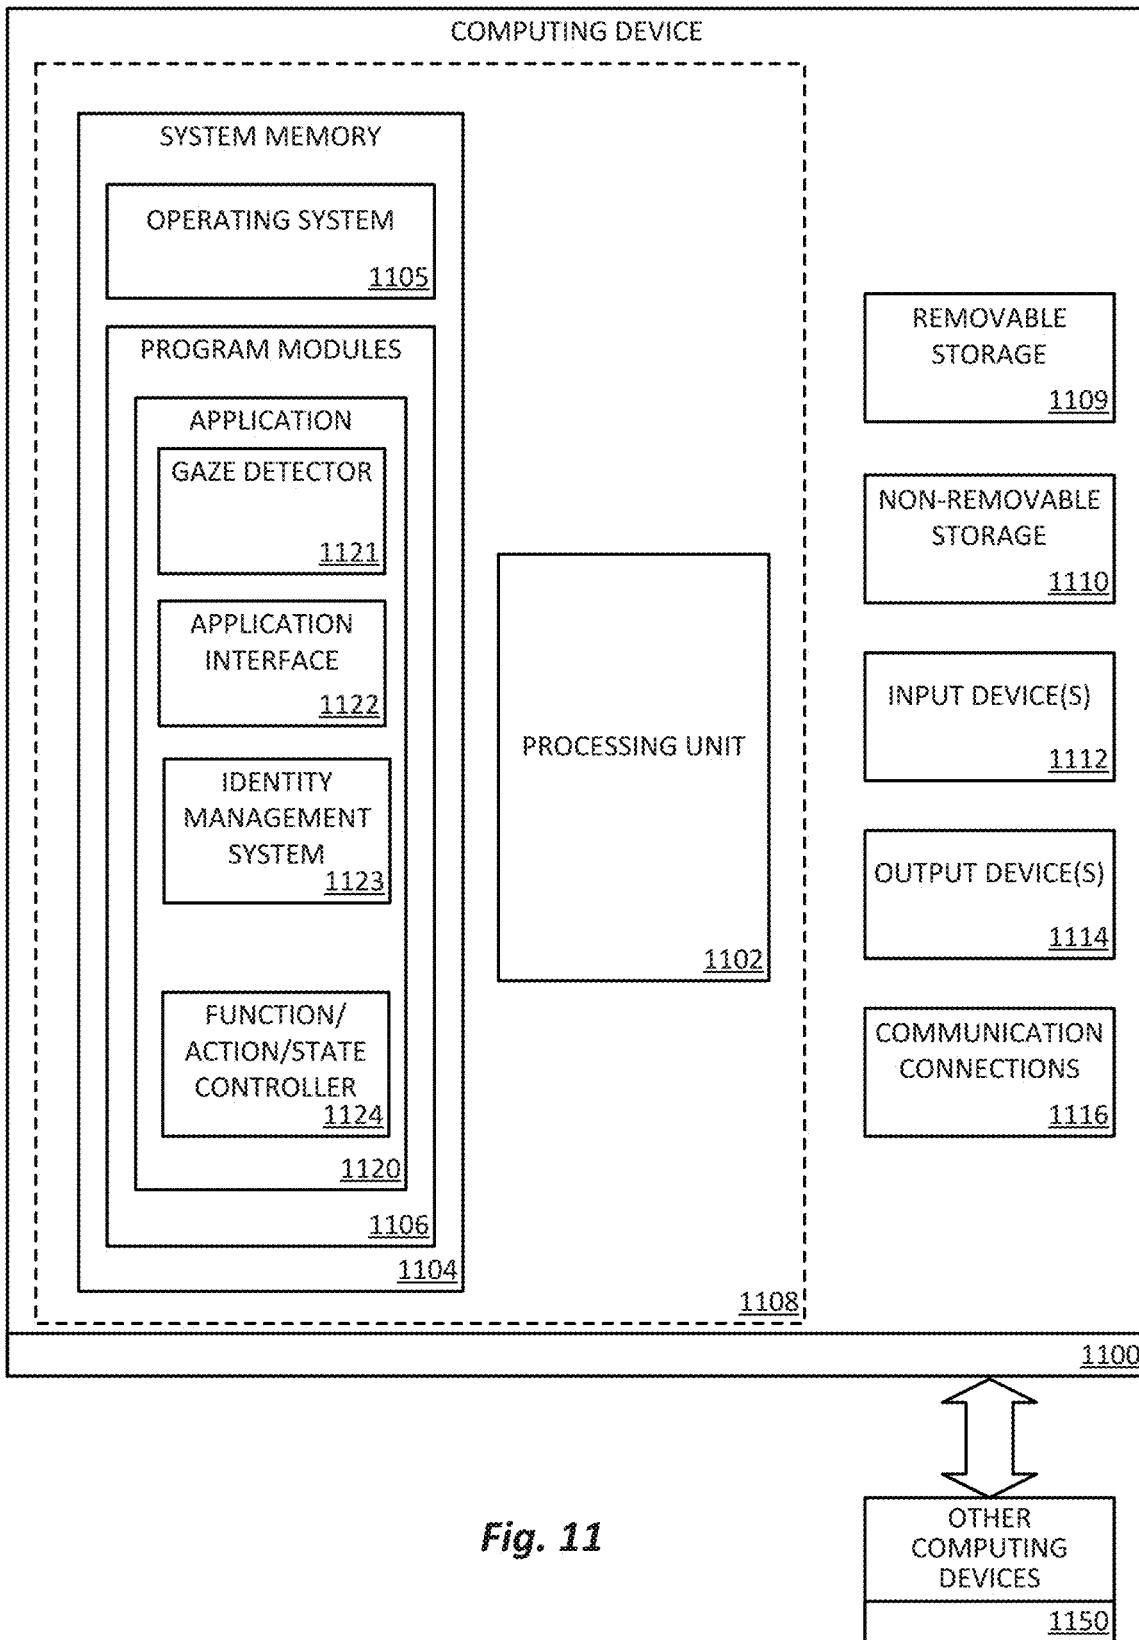 COMPUTING DEVICE
SYSTEM MEMORY
OPERATING SYSTEM
1105
PROGRAM MODULES
APPLICATION
GAZE DETECTOR
1121
APPLICATION
INTERFACE
1122
IDENTITY
MANAGEMENT
SYSTEM
1123
FUNCTION/
ACTION/STATE
CONTROLLER
1124
1120
1106
1104
PROCESSING UNIT
1102
1108
REMOVABLE
STORAGE
1109
NON-REMOVABLE
STORAGE
1110
INPUT DEVICE(S)
1112
OUTPUT DEVICE(S)
1114
COMMUNICATION
CONNECTIONS
1116
1100
OTHER
COMPUTING
DEVICES
1150
Fig. 11